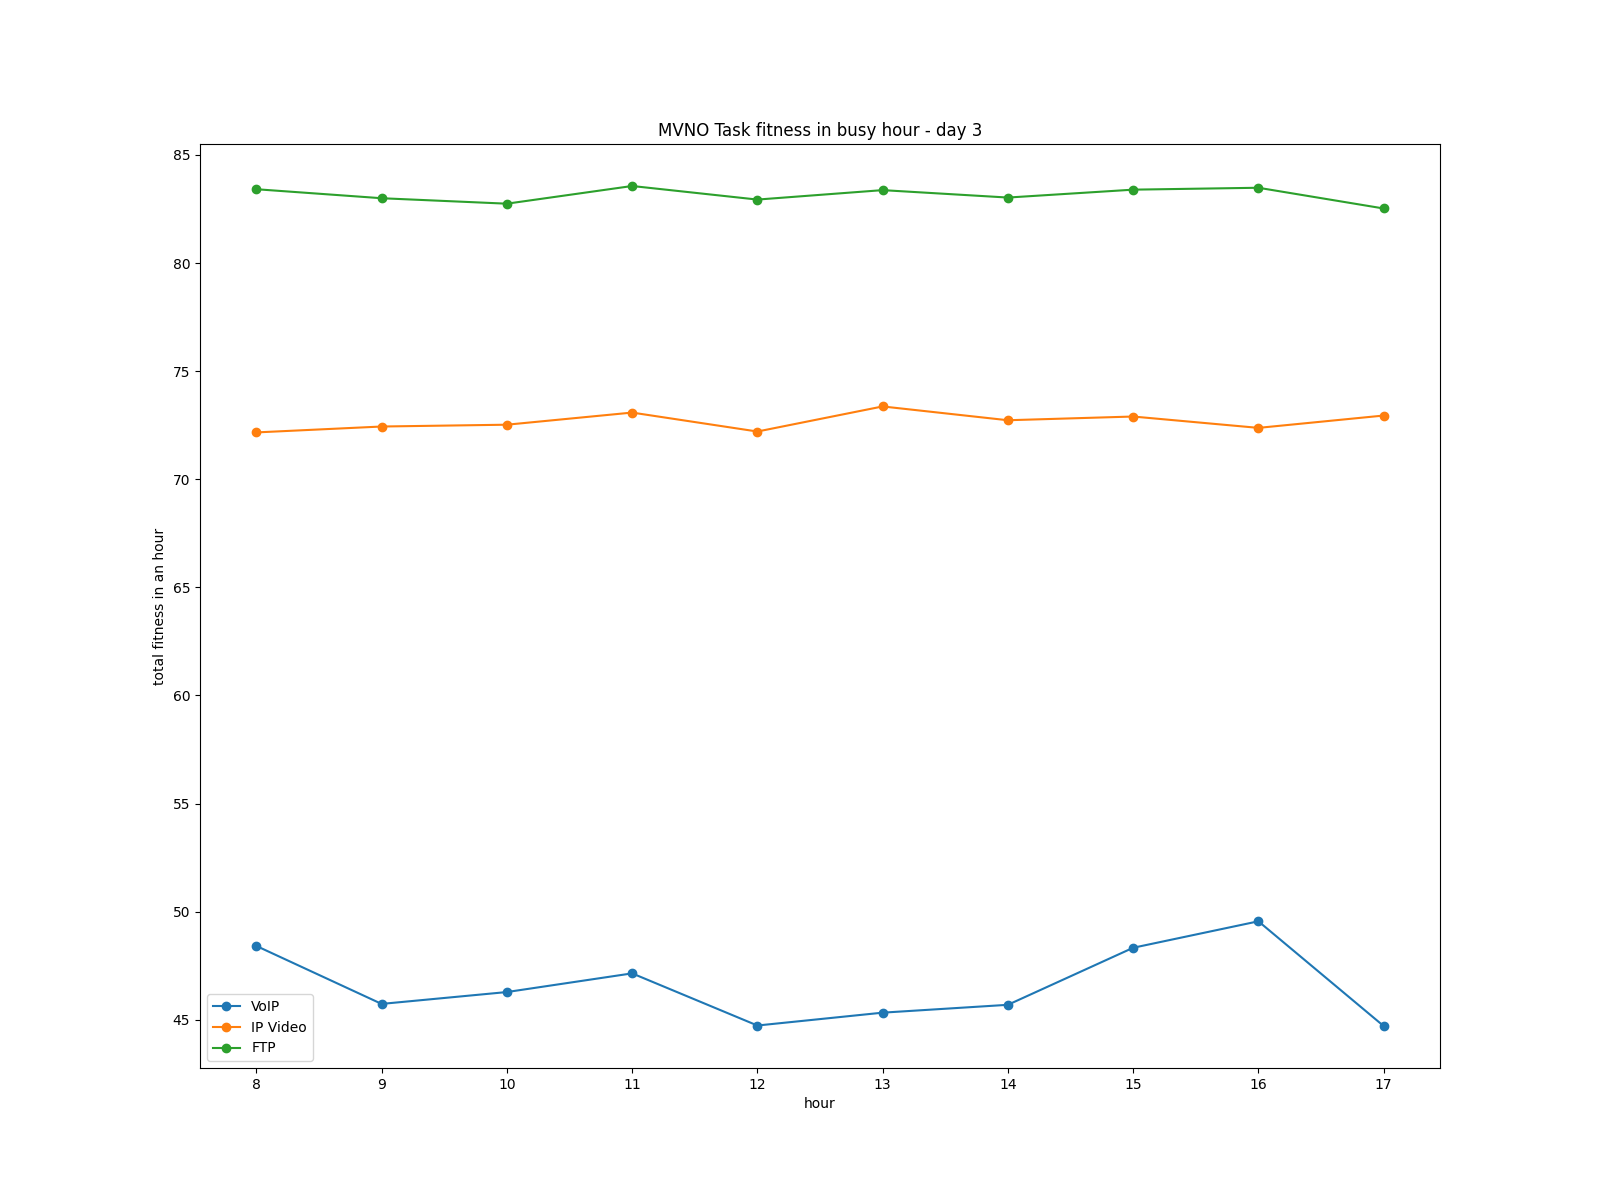 MVNO Task fitness in busy hour - day 3
85
80
75
70
65
60
55
50
45
total fitness in an hour
VoIP
IP Video
FTP
8 9 10 11 12 13 14 15 16 17
hour